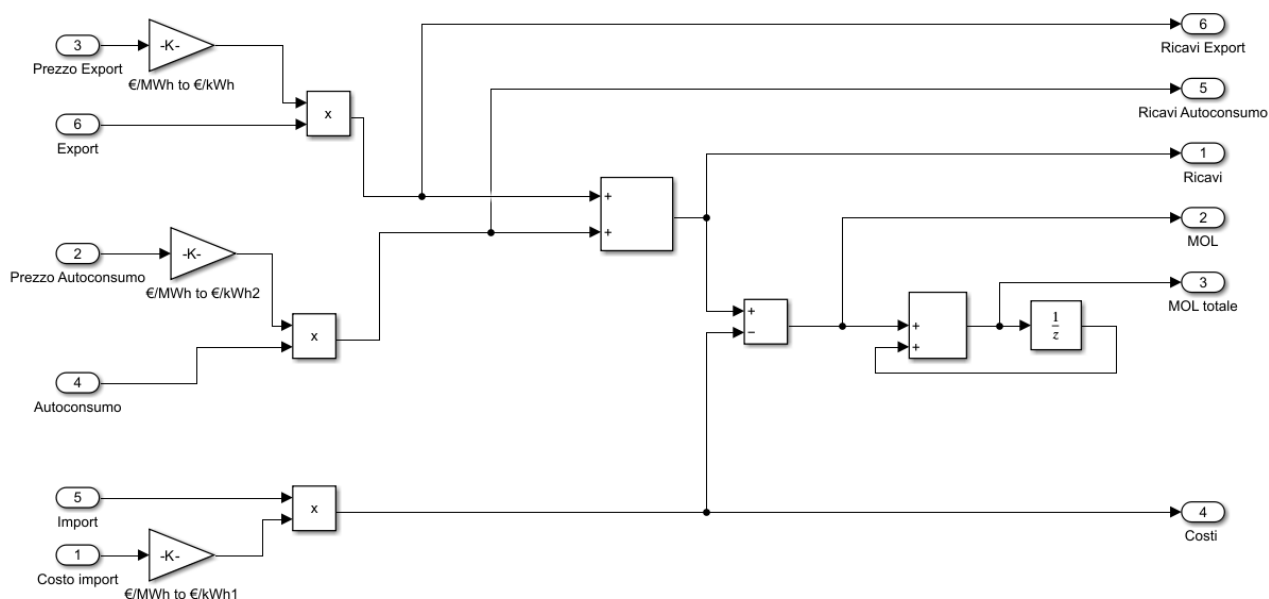 3
Prezzo Export
-K-
€/MWh to €/kWh
6
Export
x
6
Ricavi Export
5
Ricavi Autoconsumo
1
Ricavi
2
Prezzo Autoconsumo
-K-
€/MWh to €/kWh2
+
+
2
MOL
3
MOL totale
4
Autoconsumo
x
+
−
+
+
1
z
5
Import
x
1
Costo import
-K-
€/MWh to €/kWh1
4
Costi